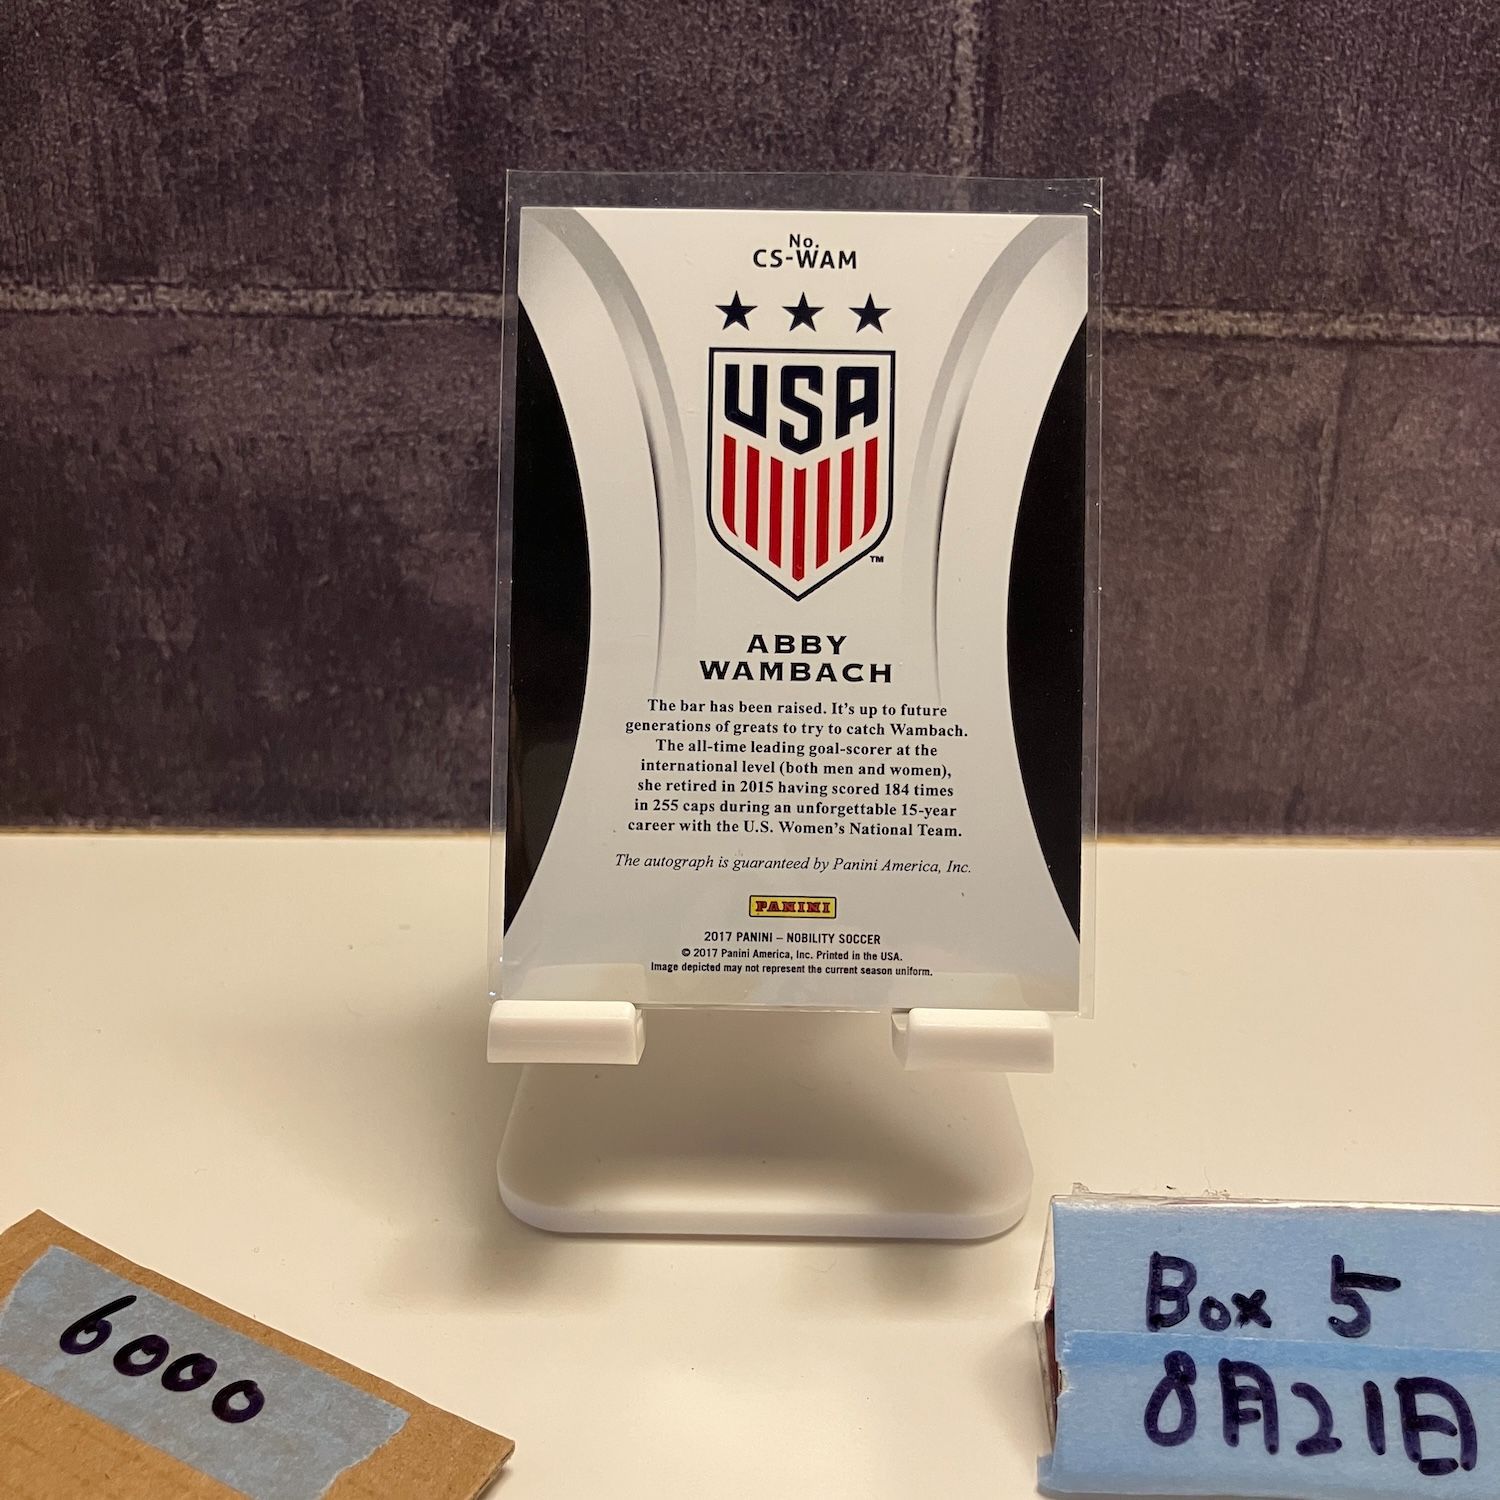 No.
CS-WAM
USA
TM
ABBY
WAMBACH
The bar has been raised. It's up to future
generations of greats to try to catch Wambach.
The all-time leading goal-scorer at the
international level (both men and women),
she retired in 2015 having scored 184 times
in 255 caps during an unforgettable 15-year
career with the U.S. Women's National Team.
The autograph is guaranteed by Panini America, Inc.
PANINI
2017 PANINI – NOBILITY SOCCER
© 2017 Panini America, Inc. Printed in the USA.
Image depicted may not represent the current season uniform.
6000
Box 5
8月21日